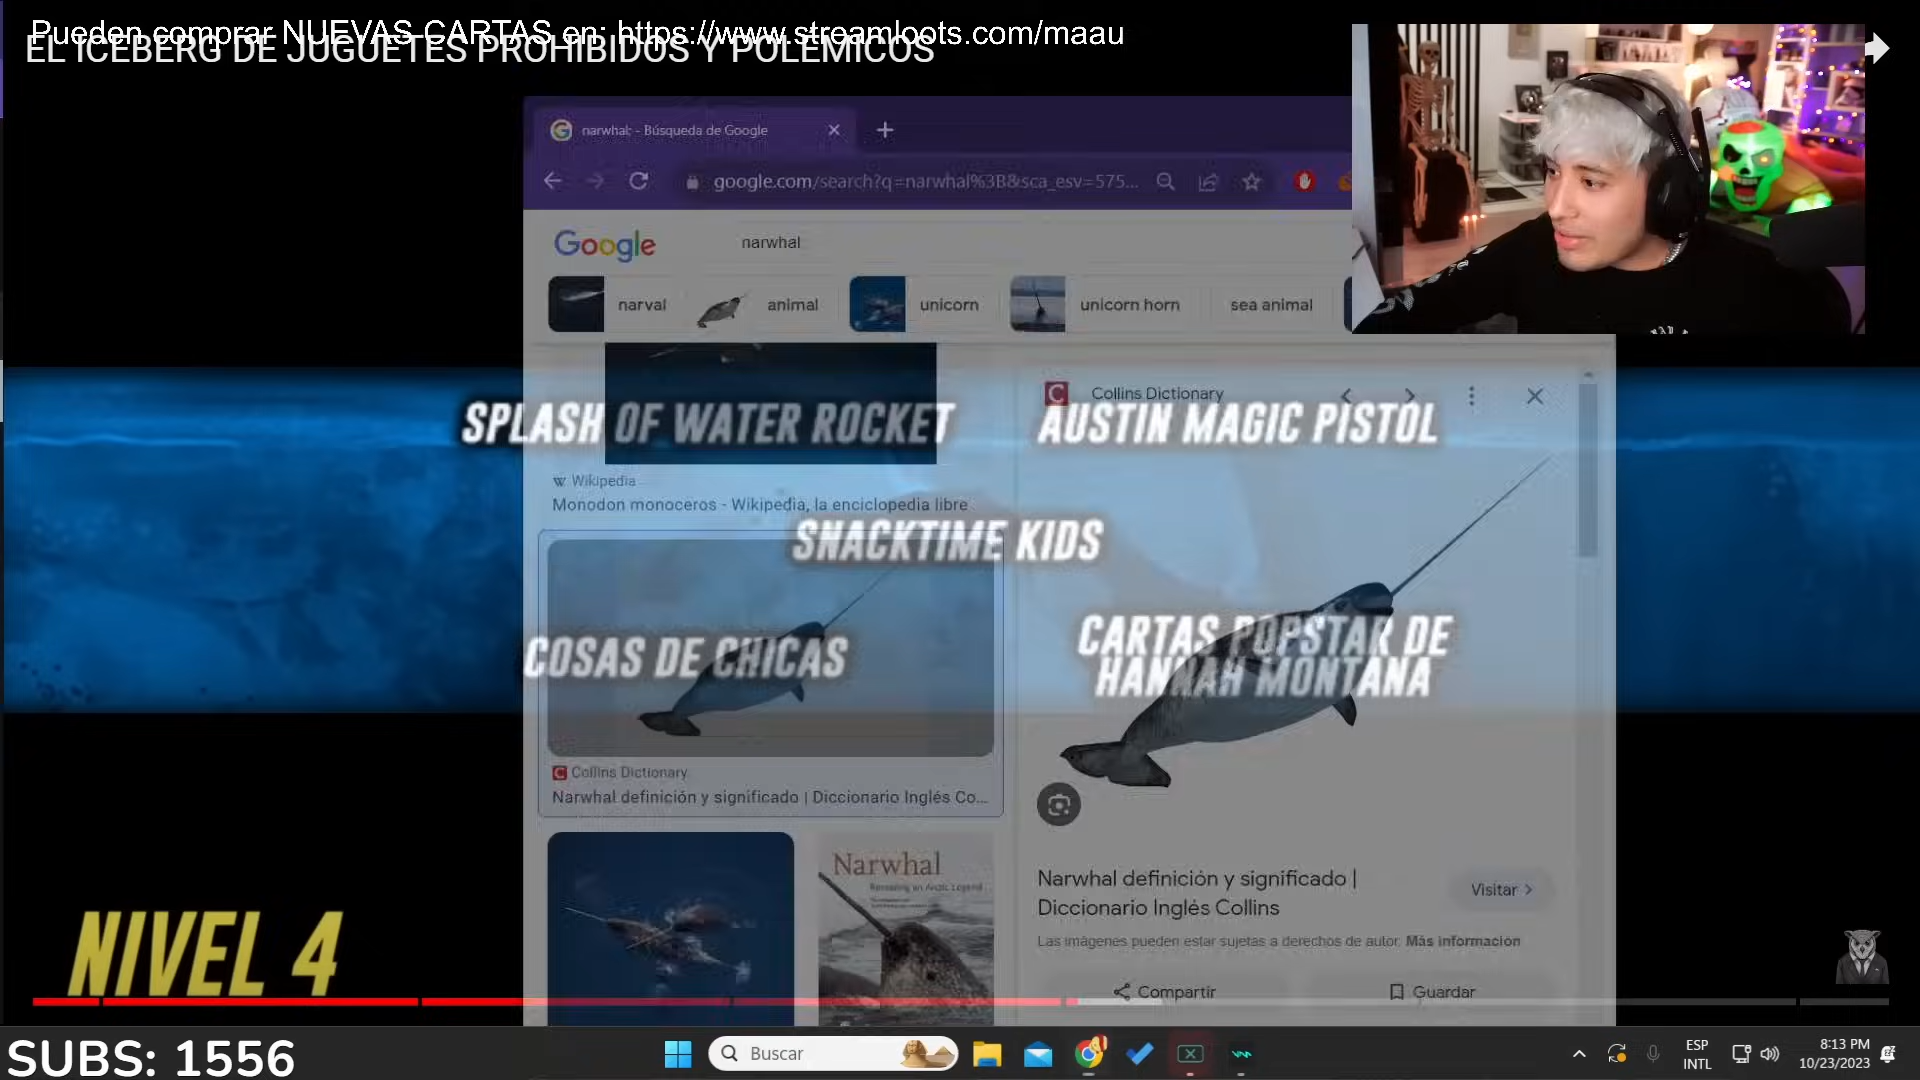 Pueden comprar NUEVAS CARTAS en: https://www.streamloots.com/maau
EL ICEBERG DE JUGUETES PROHIBIDOS Y POLÉMICOS
narwhal; - Búsqueda de Google
google.com/search?q=narwhal%3B&sca_esv=575...
Google
narwhal
narval
animal
unicorn
unicorn horn
sea animal
Collins Dictionary
SPLASH OF WATER ROCKET
AUSTIN MAGIC PISTOL
W Wikipedia
Monodon monoceros - Wikipedia, la enciclopedia libre
SNACKTIME KIDS
COSAS DE CHICAS
CARTAS POPSTAR DE
HANNAH MONTANA
Collins Dictionary
Narwhal definición y significado | Diccionario Inglés Co...
Narwhal
Revealing an Arctic Legend
Narwhal definición y significado |
Diccionario Inglés Collins
Visitar
Las imágenes pueden estar sujetas a derechos de autor. Más información
Compartir
Guardar
NIVEL 4
SUBS: 1556
Buscar
ESP
INTL
8:13 PM
10/23/2023